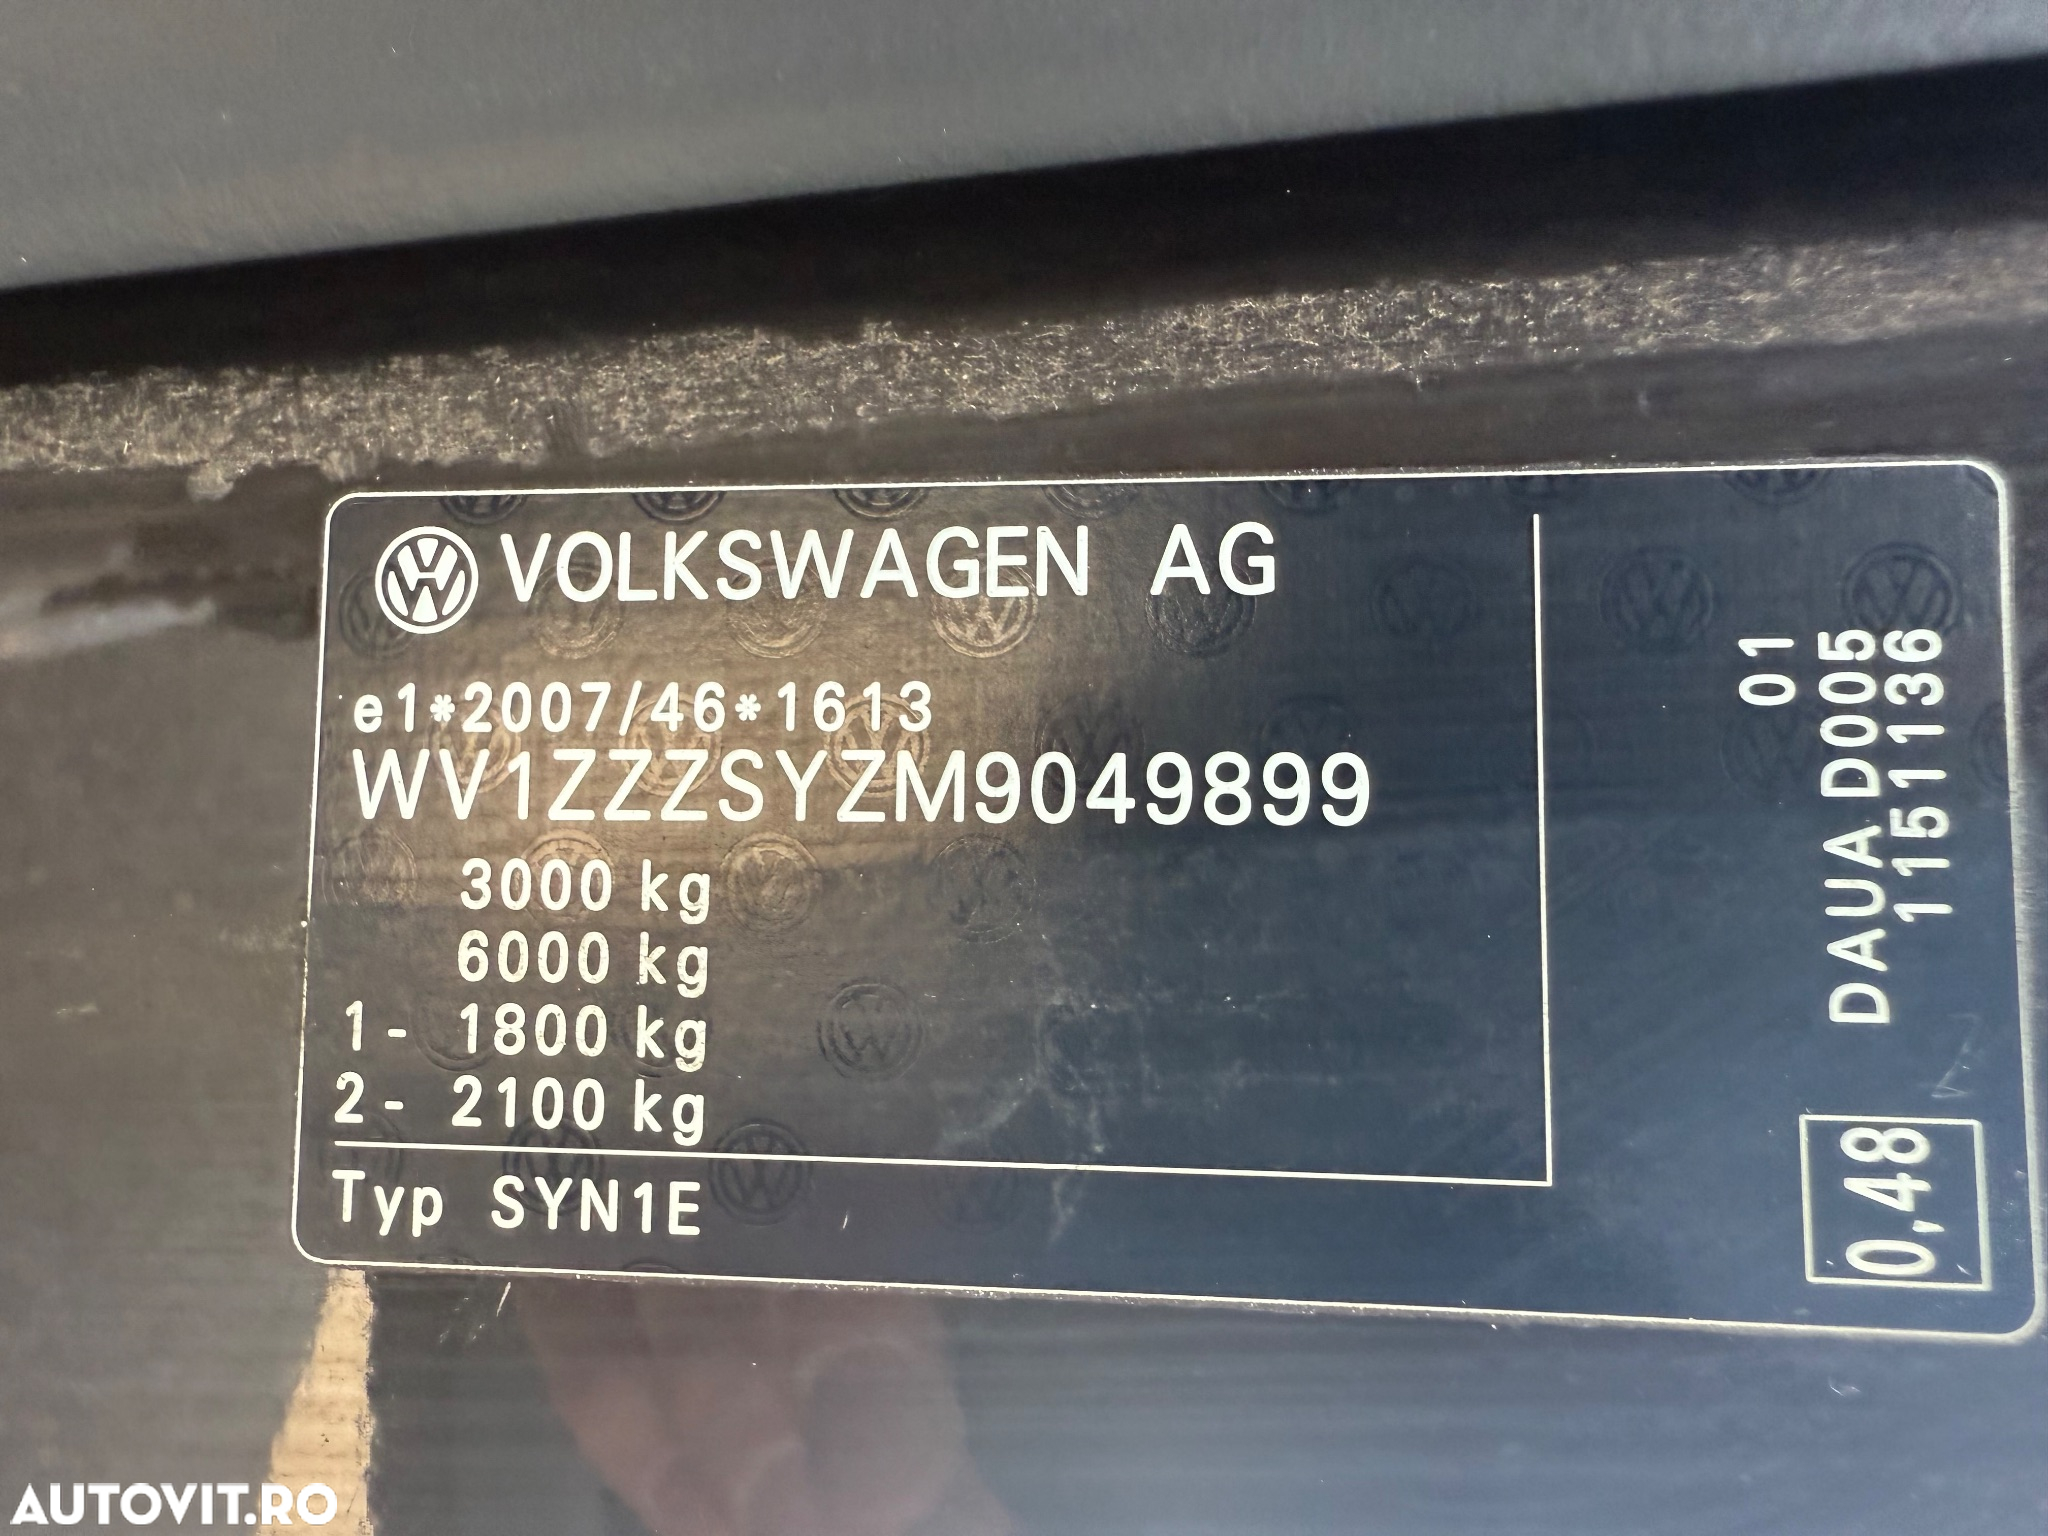 VOLKSWAGEN AG
e1*2007/46*1613
WV1ZZZSYZM9049899
3000 kg
6000 kg
1- 1800 kg
2- 2100 kg
Typ SYN1E
01
DAUA D005
1151136
0,48
AUTOVIT.RO